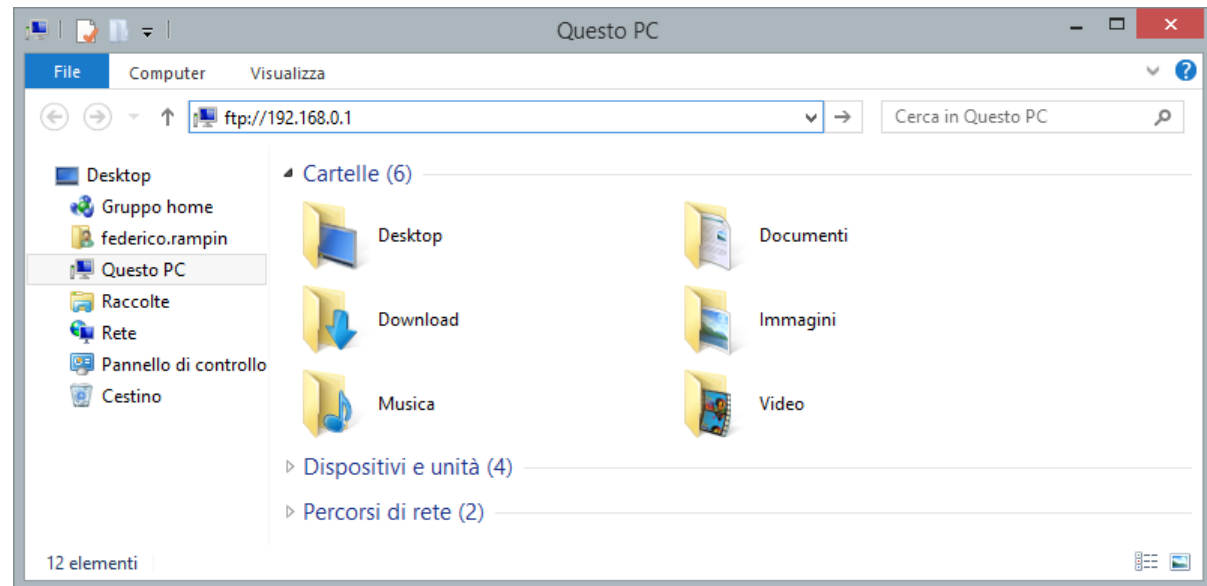 Questo PC
File Computer Visualizza
ftp://192.168.0.1 Cerca in Questo PC
Desktop
Gruppo home
federico.rampin
Questo PC
Raccolte
Rete
Pannello di controllo
Cestino
Cartelle (6)
Desktop Documenti
Download Immagini
Musica Video
Dispositivi e unità (4)
Percorsi di rete (2)
12 elementi